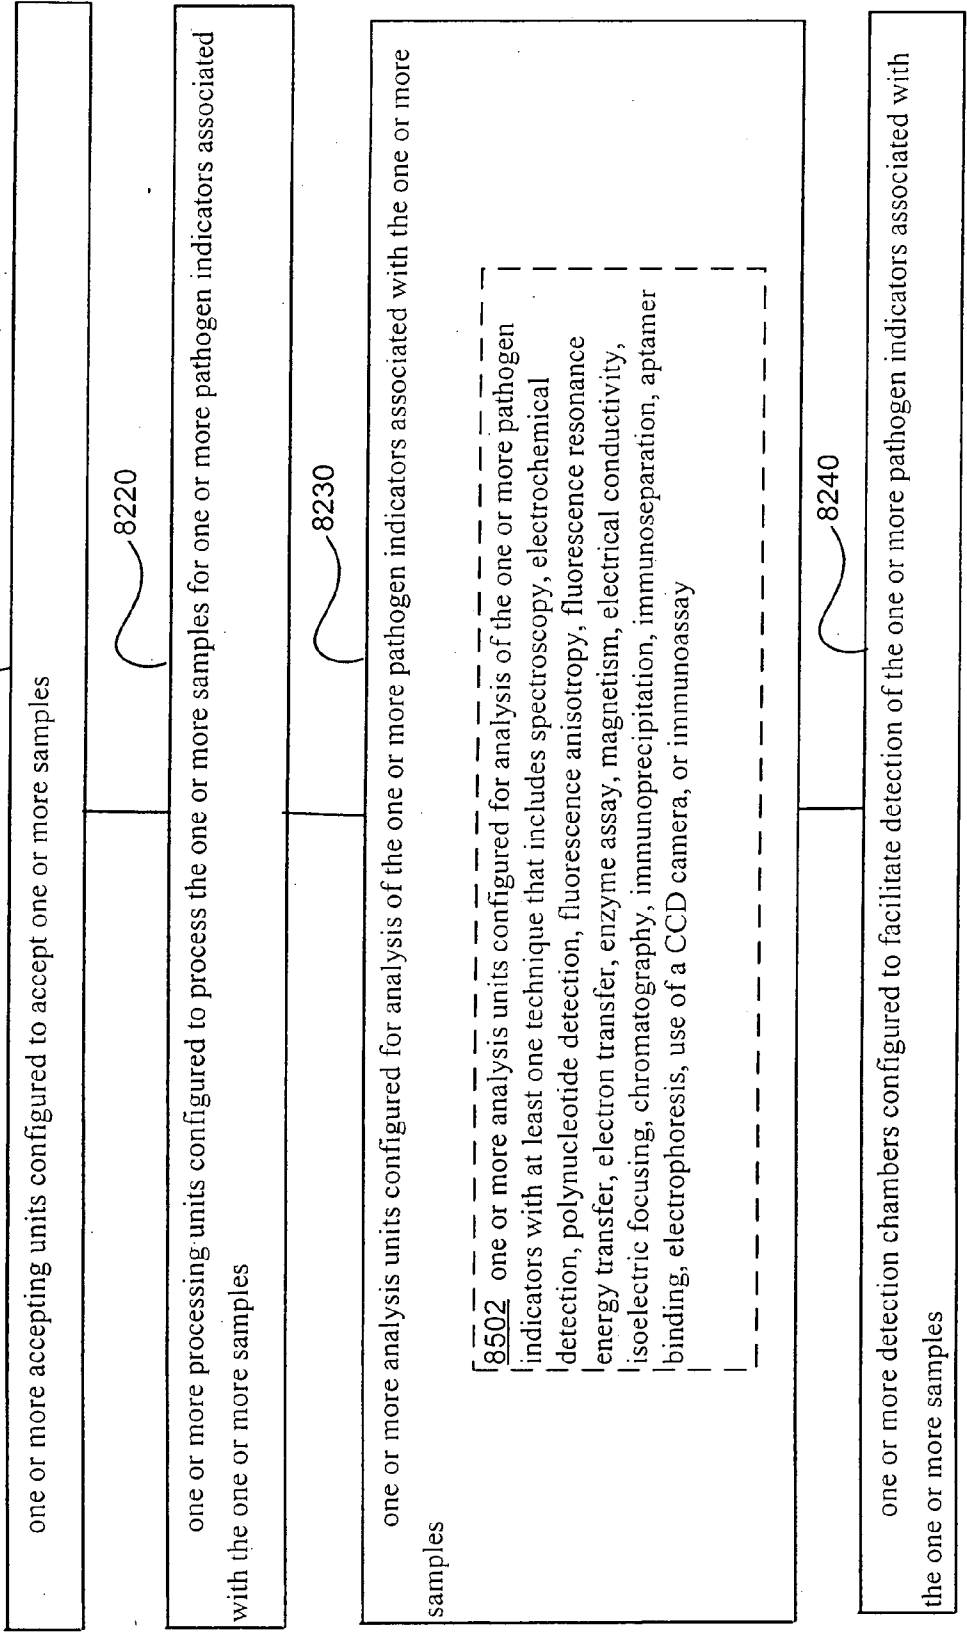 one or more accepting units configured to accept one or more samples
8220
one or more processing units configured to process the one or more samples for one or more pathogen indicators associated
with the one or more samples
8230
one or more analysis units configured for analysis of the one or more pathogen indicators associated with the one or more
samples
8502 one or more analysis units configured for analysis of the one or more pathogen
indicators with at least one technique that includes spectroscopy, electrochemical
detection, polynucleotide detection, fluorescence anisotropy, fluorescence resonance
energy transfer, electron transfer, enzyme assay, magnetism, electrical conductivity,
isoelectric focusing, chromatography, immunoprecipitation, immunoseparation, aptamer
binding, electrophoresis, use of a CCD camera, or immunoassay
8240
one or more detection chambers configured to facilitate detection of the one or more pathogen indicators associated with
the one or more samples